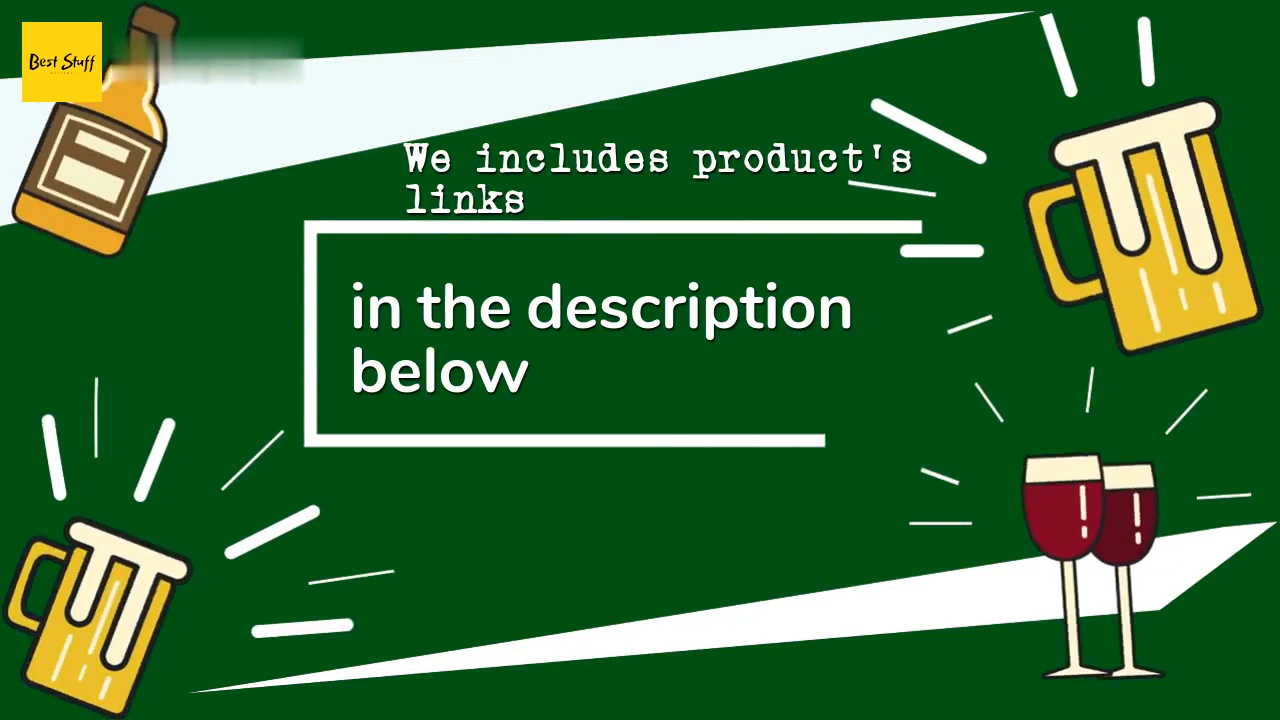 Best Stuff
We includes product's
links
in the description
below